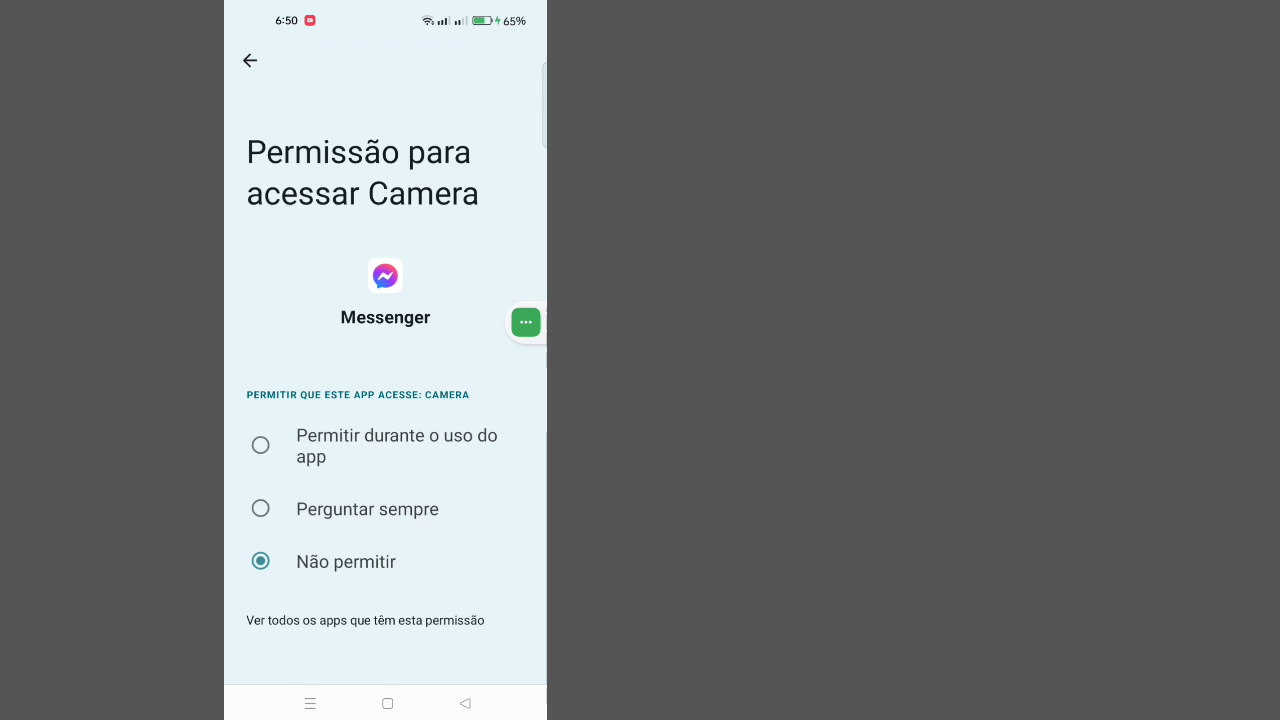 6:50
65%
Permissão para
acessar Camera
Messenger
PERMITIR QUE ESTE APP ACESSE: CAMERA
Permitir durante o uso do
app
Perguntar sempre
Não permitir
Ver todos os apps que têm esta permissão